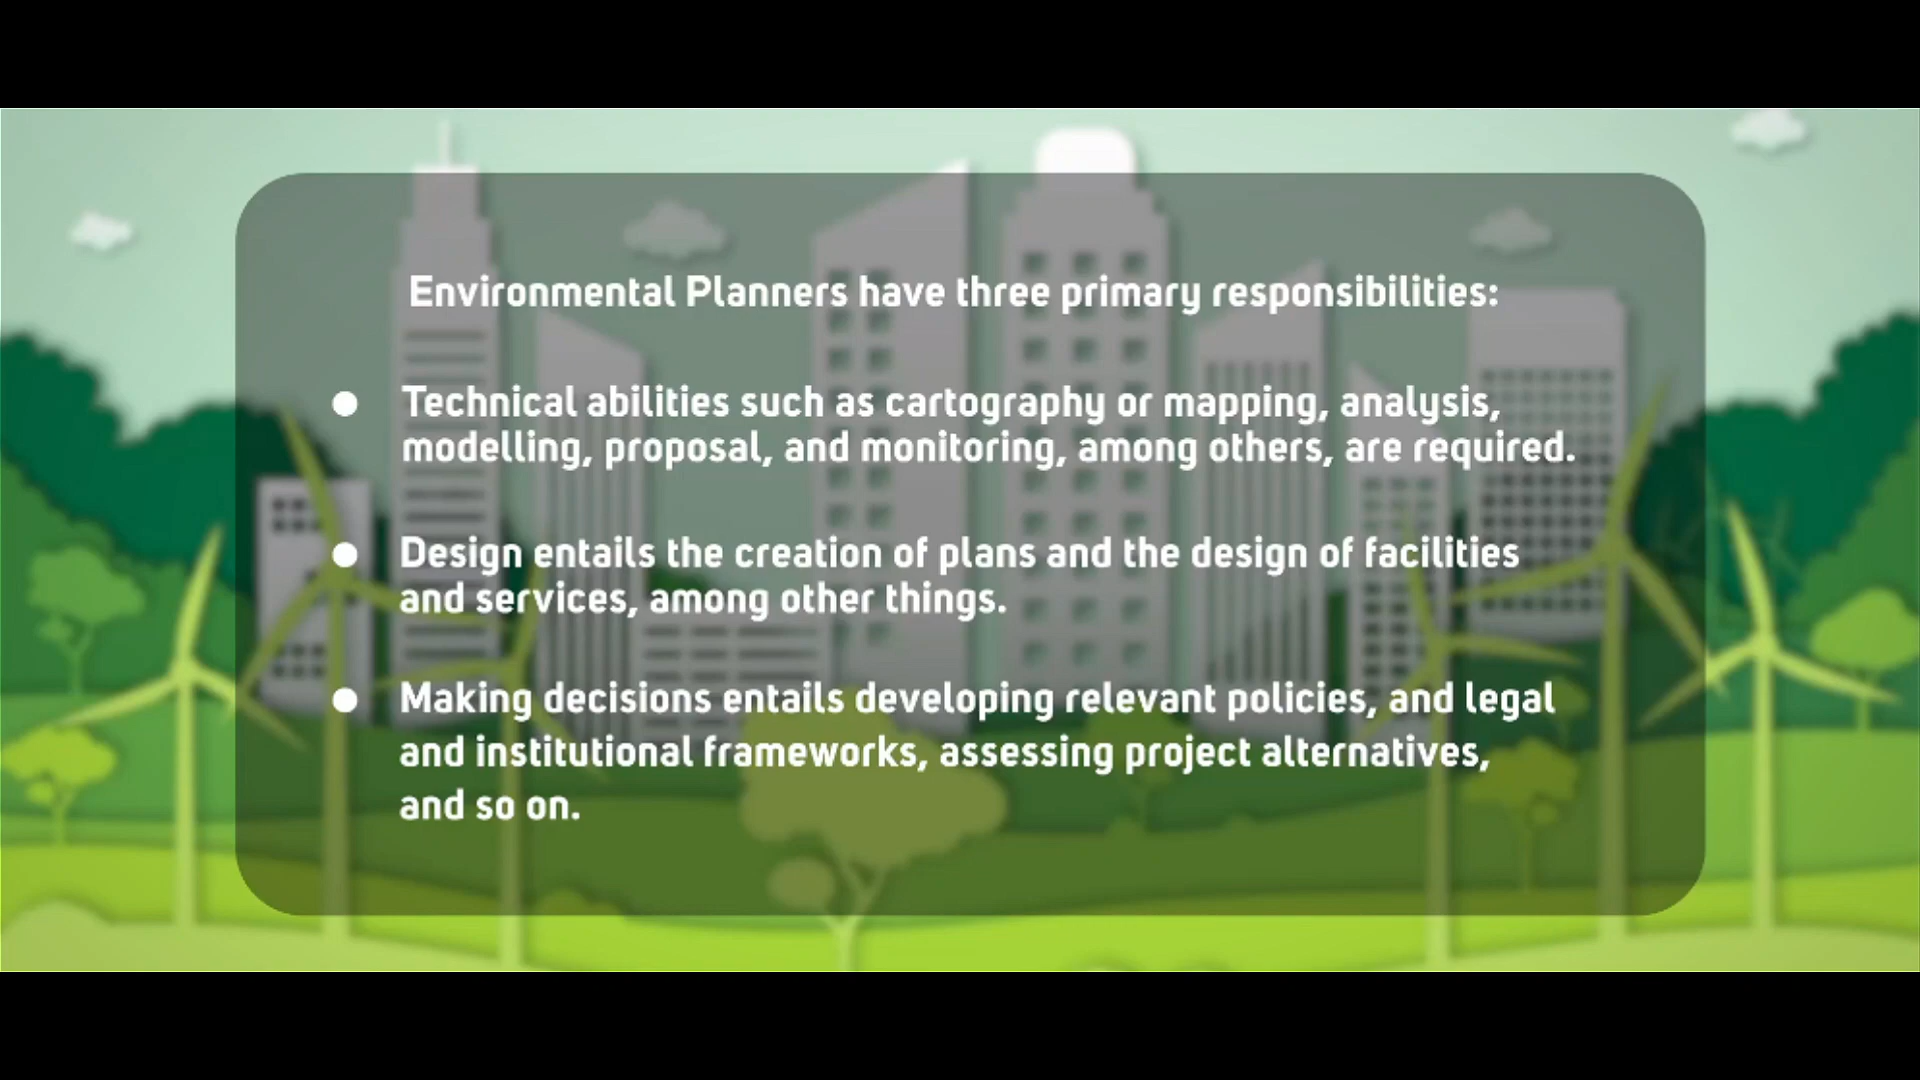 Environmental Planners have three primary responsibilities:
● Technical abilities such as cartography or mapping, analysis,
modelling, proposal, and monitoring, among others, are required.
● Design entails the creation of plans and the design of facilities
and services, among other things.
● Making decisions entails developing relevant policies, and legal
and institutional frameworks, assessing project alternatives,
and so on.